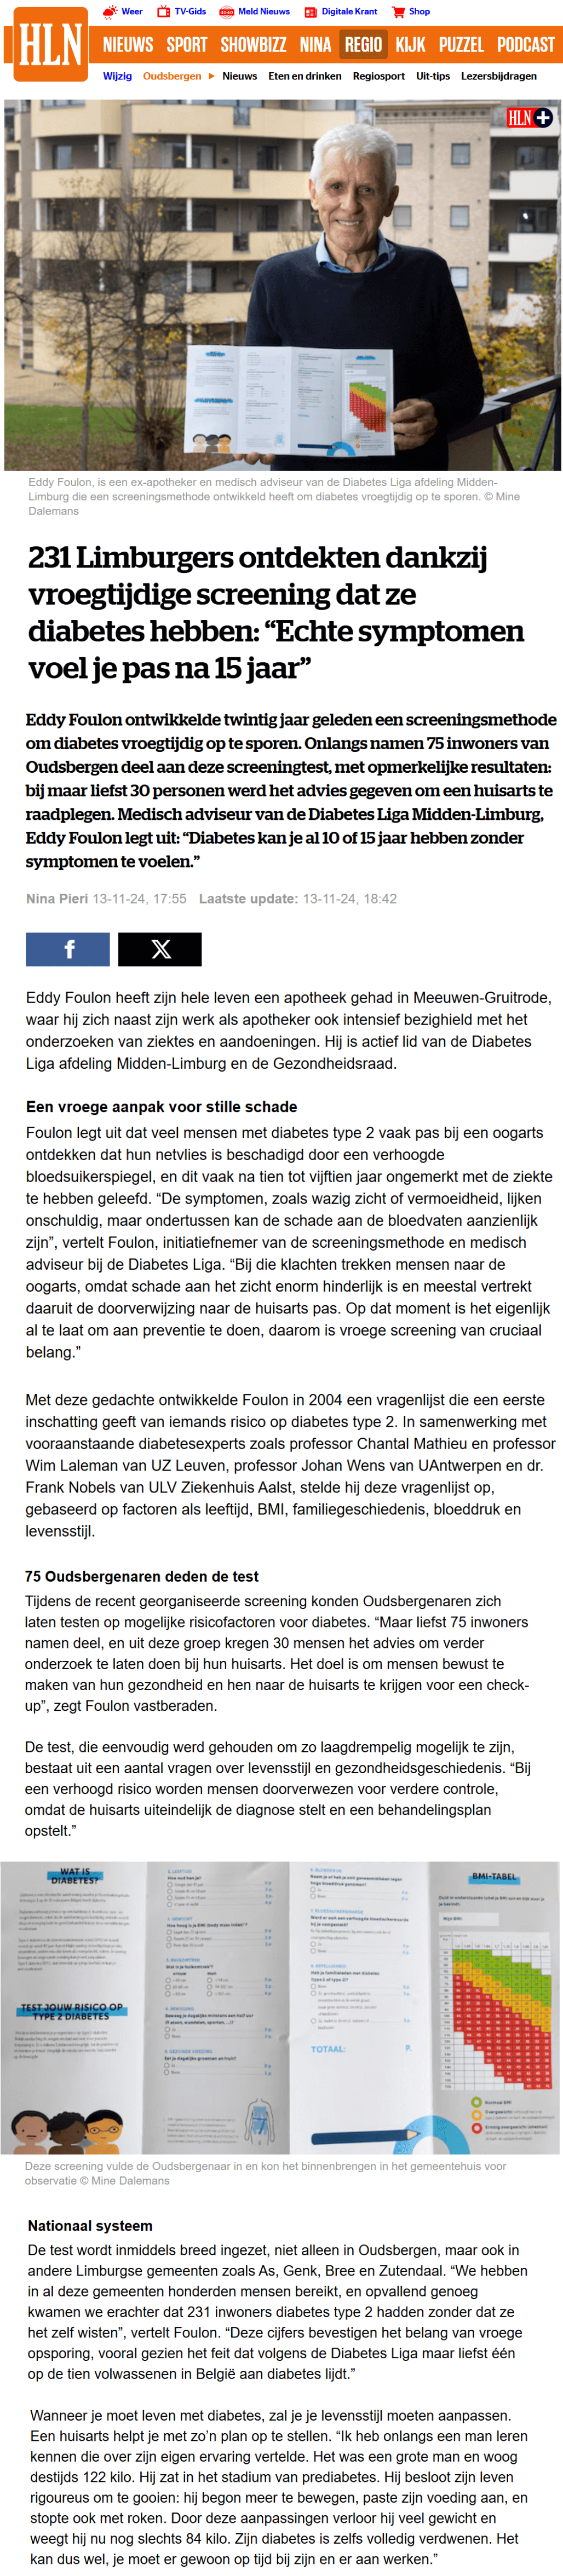 Weer TV-Gids Meld Nieuws Digitale Krant Shop
HLN
NIEUWS SPORT SHOWBIZZ NINA REGIO KIJK PUZZEL PODCAST
Wijzig Oudsbergen Nieuws Eten en drinken Regiosport Uit-tips Lezersbijdragen
HLN+
Eddy Foulon, is een ex-apotheker en medisch adviseur van de Diabetes Liga afdeling Midden-
Limburg die een screeningsmethode ontwikkeld heeft om diabetes vroegtijdig op te sporen. © Mine
Dalemans
231 Limburgers ontdekten dankzij
vroegtijdige screening dat ze
diabetes hebben: “Echte symptomen
voel je pas na 15 jaar”
Eddy Foulon ontwikkelde twintig jaar geleden een screeningsmethode
om diabetes vroegtijdig op te sporen. Onlangs namen 75 inwoners van
Oudsbergen deel aan deze screeningtest, met opmerkelijke resultaten:
bij maar liefst 30 personen werd het advies gegeven om een huisarts te
raadplegen. Medisch adviseur van de Diabetes Liga Midden-Limburg,
Eddy Foulon legt uit: “Diabetes kan je al 10 of 15 jaar hebben zonder
symptomen te voelen.”
Nina Pieri 13-11-24, 17:55 Laatste update: 13-11-24, 18:42
Eddy Foulon heeft zijn hele leven een apotheek gehad in Meeuwen-Gruitrode,
waar hij zich naast zijn werk als apotheker ook intensief bezighield met het
onderzoeken van ziektes en aandoeningen. Hij is actief lid van de Diabetes
Liga afdeling Midden-Limburg en de Gezondheidsraad.
Een vroege aanpak voor stille schade
Foulon legt uit dat veel mensen met diabetes type 2 vaak pas bij een oogarts
ontdekken dat hun netvlies is beschadigd door een verhoogde
bloedsuikerspiegel, en dit vaak na tien tot vijftien jaar ongemerkt met de ziekte
te hebben geleefd. “De symptomen, zoals wazig zicht of vermoeidheid, lijken
onschuldig, maar ondertussen kan de schade aan de bloedvaten aanzienlijk
zijn”, vertelt Foulon, initiatiefnemer van de screeningsmethode en medisch
adviseur bij de Diabetes Liga. “Bij die klachten trekken mensen naar de
oogarts, omdat schade aan het zicht enorm hinderlijk is en meestal vertrekt
daaruit de doorverwijzing naar de huisarts pas. Op dat moment is het eigenlijk
al te laat om aan preventie te doen, daarom is vroege screening van cruciaal
belang.”
Met deze gedachte ontwikkelde Foulon in 2004 een vragenlijst die een eerste
inschatting geeft van iemands risico op diabetes type 2. In samenwerking met
vooraanstaande diabetesexperts zoals professor Chantal Mathieu en professor
Wim Laleman van UZ Leuven, professor Johan Wens van UAntwerpen en dr.
Frank Nobels van ULV Ziekenhuis Aalst, stelde hij deze vragenlijst op,
gebaseerd op factoren als leeftijd, BMI, familiegeschiedenis, bloeddruk en
levensstijl.
75 Oudsbergenaren deden de test
Tijdens de recent georganiseerde screening konden Oudsbergenaren zich
laten testen op mogelijke risicofactoren voor diabetes. “Maar liefst 75 inwoners
namen deel, en uit deze groep kregen 30 mensen het advies om verder
onderzoek te laten doen bij hun huisarts. Het doel is om mensen bewust te
maken van hun gezondheid en hen naar de huisarts te krijgen voor een check-
up”, zegt Foulon vastberaden.
De test, die eenvoudig werd gehouden om zo laagdrempelig mogelijk te zijn,
bestaat uit een aantal vragen over levensstijl en gezondheidsgeschiedenis. “Bij
een verhoogd risico worden mensen doorverwezen voor verdere controle,
omdat de huisarts uiteindelijk de diagnose stelt en een behandelingsplan
opstelt.”
WAT IS
DIABETES?
TEST JOUW RISICO OP
TYPE 2 DIABETES
TOTAAL: P.
BMI-TABEL
Deze screening vulde de Oudsbergenaar in en kon het binnenbrengen in het gemeentehuis voor
observatie © Mine Dalemans
Nationaal systeem
De test wordt inmiddels breed ingezet, niet alleen in Oudsbergen, maar ook in
andere Limburgse gemeenten zoals As, Genk, Bree en Zutendaal. “We hebben
in al deze gemeenten honderden mensen bereikt, en opvallend genoeg
kwamen we erachter dat 231 inwoners diabetes type 2 hadden zonder dat ze
het zelf wisten”, vertelt Foulon. “Deze cijfers bevestigen het belang van vroege
opsporing, vooral gezien het feit dat volgens de Diabetes Liga maar liefst één
op de tien volwassenen in België aan diabetes lijdt.”
Wanneer je moet leven met diabetes, zal je je levensstijl moeten aanpassen.
Een huisarts helpt je met zo’n plan op te stellen. “Ik heb onlangs een man leren
kennen die over zijn eigen ervaring vertelde. Het was een grote man en woog
destijds 122 kilo. Hij zat in het stadium van prediabetes. Hij besloot zijn leven
rigoureus om te gooien: hij begon meer te bewegen, paste zijn voeding aan, en
stopte ook met roken. Door deze aanpassingen verloor hij veel gewicht en
weegt hij nu nog slechts 84 kilo. Zijn diabetes is zelfs volledig verdwenen. Het
kan dus wel, je moet er gewoon op tijd bij zijn en er aan werken.”